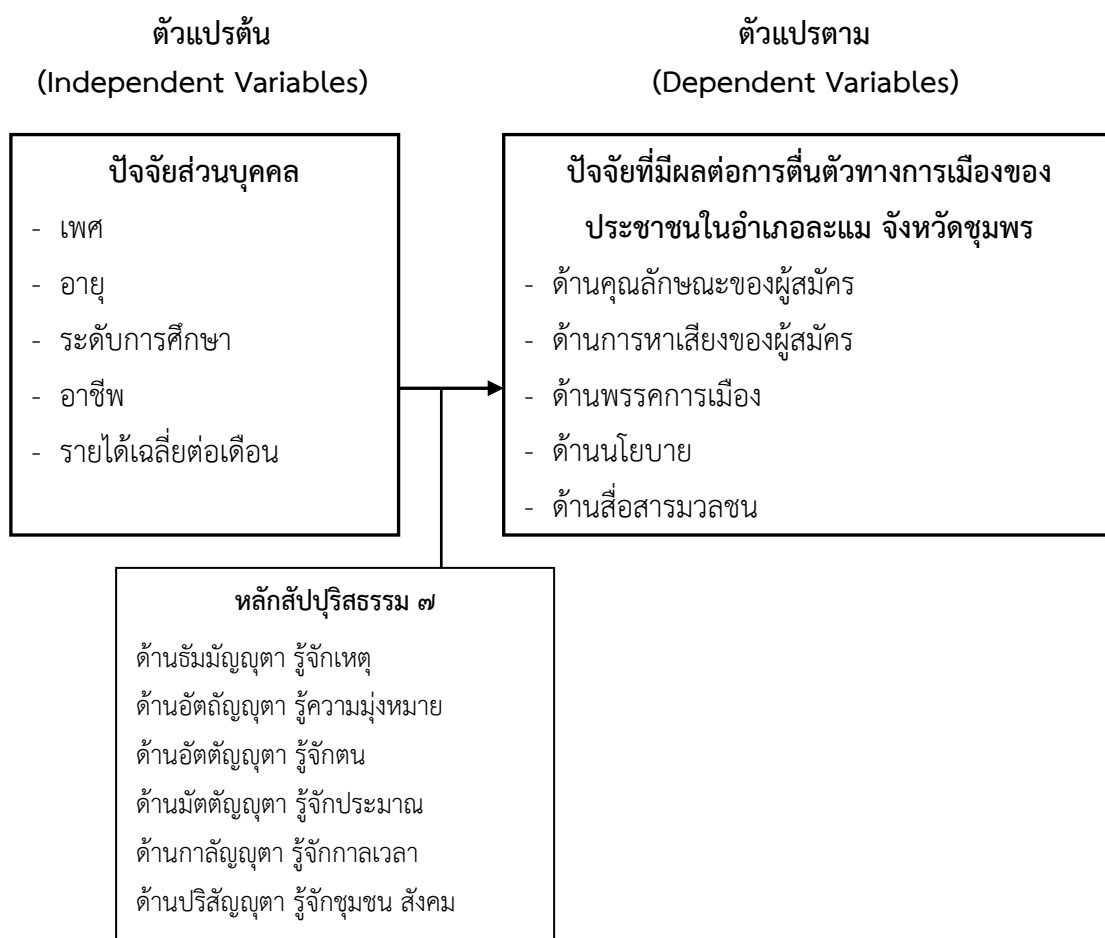 ตัวแปรต้น
(Independent Variables)
ตัวแปรตาม
(Dependent Variables)
ปัจจัยส่วนบุคคล
- เพศ
- อายุ
- ระดับการศึกษา
- อาชีพ
- รายได้เฉลี่ยต่อเดือน
ปัจจัยที่มีผลต่อการตื่นตัวทางการเมืองของ
ประชาชนในอำเภอละแม จังหวัดชุมพร
- ด้านคุณลักษณะของผู้สมัคร
- ด้านการหาเสียงของผู้สมัคร
- ด้านพรรคการเมือง
- ด้านนโยบาย
- ด้านสื่อสารมวลชน
หลักสัปปุริสธรรม ๗
ด้านธัมมัญญุตา รู้จักเหตุ
ด้านอัตถัญญุตา รู้ความมุ่งหมาย
ด้านอัตตัญญุตา รู้จักตน
ด้านมัตตัญญุตา รู้จักประมาณ
ด้านกาลัญญุตา รู้จักกาลเวลา
ด้านปริสัญญุตา รู้จักชุมชน สังคม